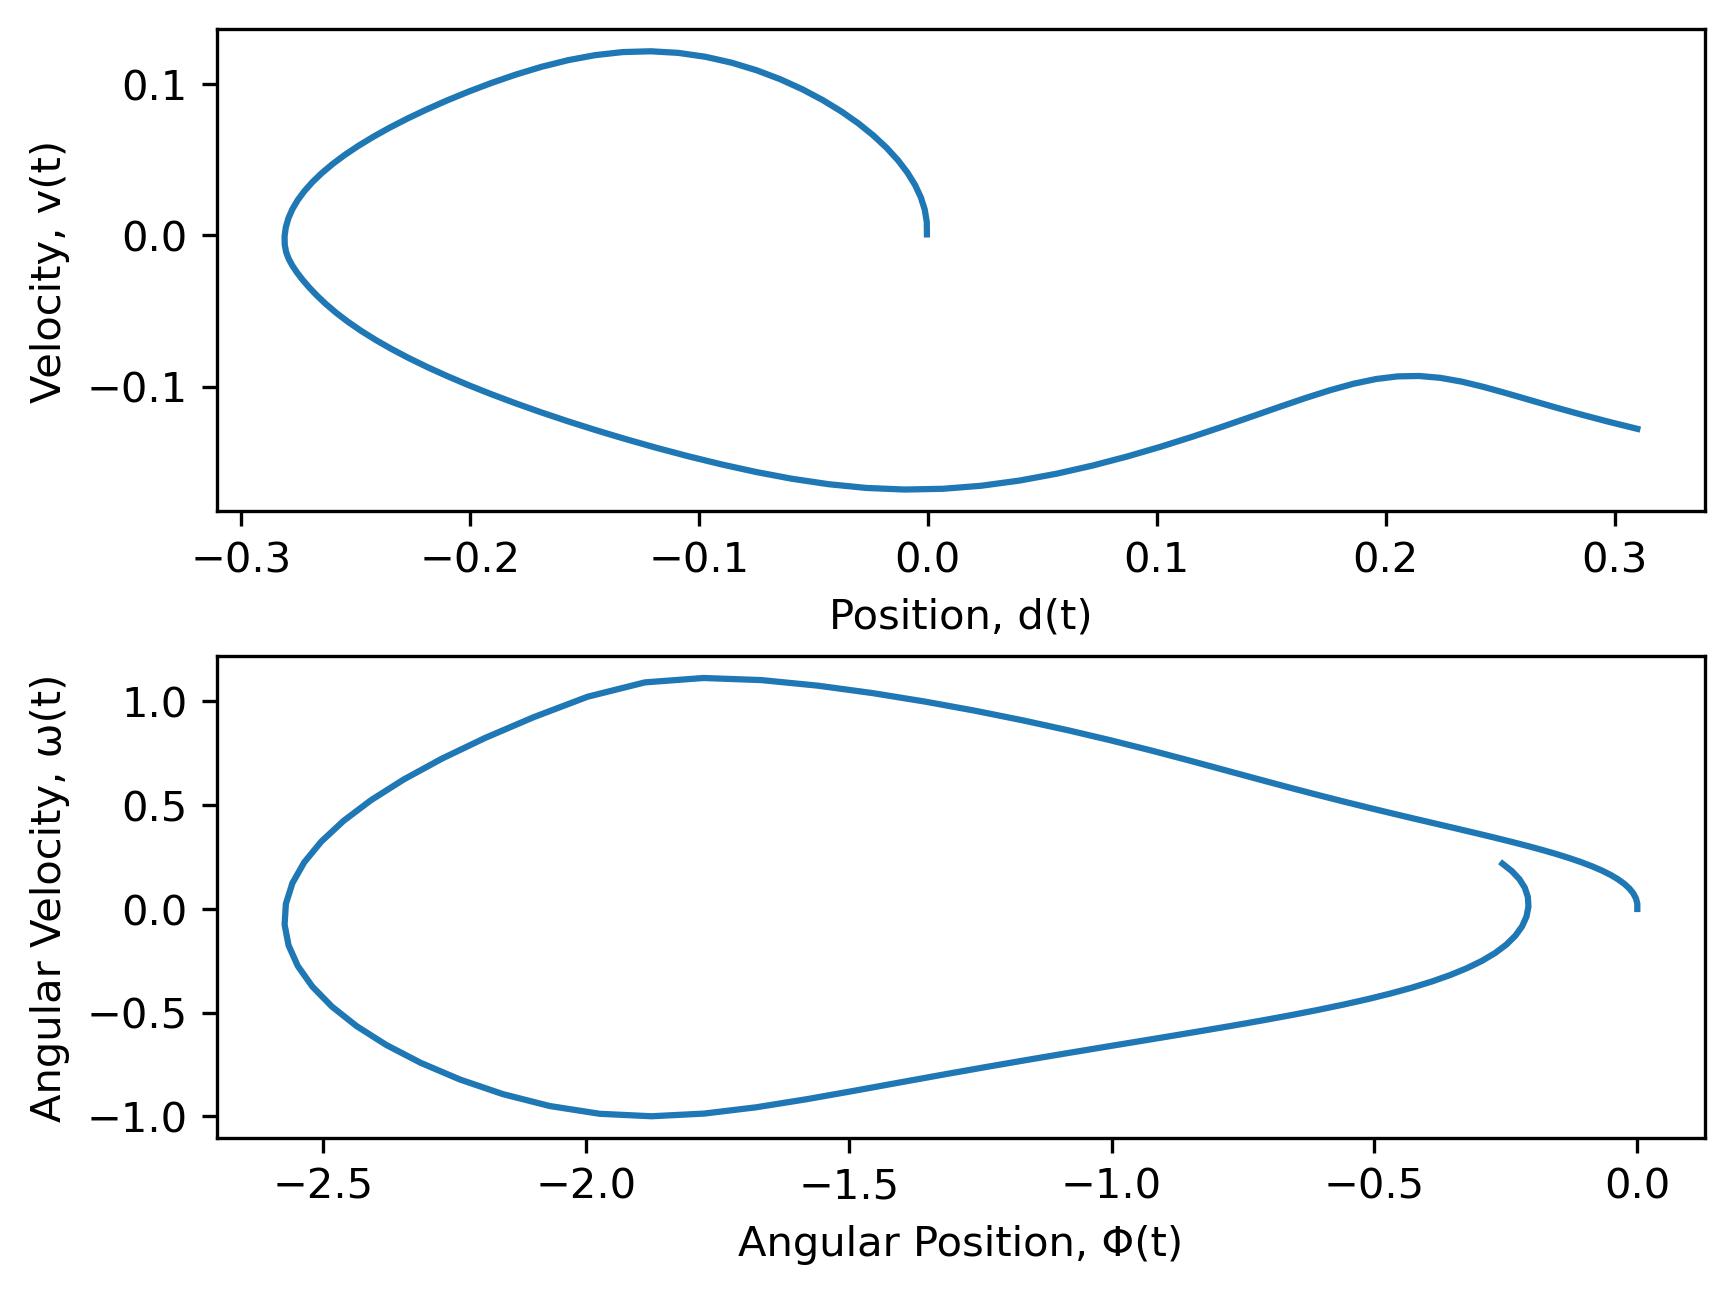 0.1
0.0
−0.1
Velocity, v(t)
−0.3 −0.2 −0.1 0.0 0.1 0.2 0.3
Position, d(t)
1.0
0.5
0.0
−0.5
−1.0
Angular Velocity, ω(t)
−2.5 −2.0 −1.5 −1.0 −0.5 0.0
Angular Position, Φ(t)